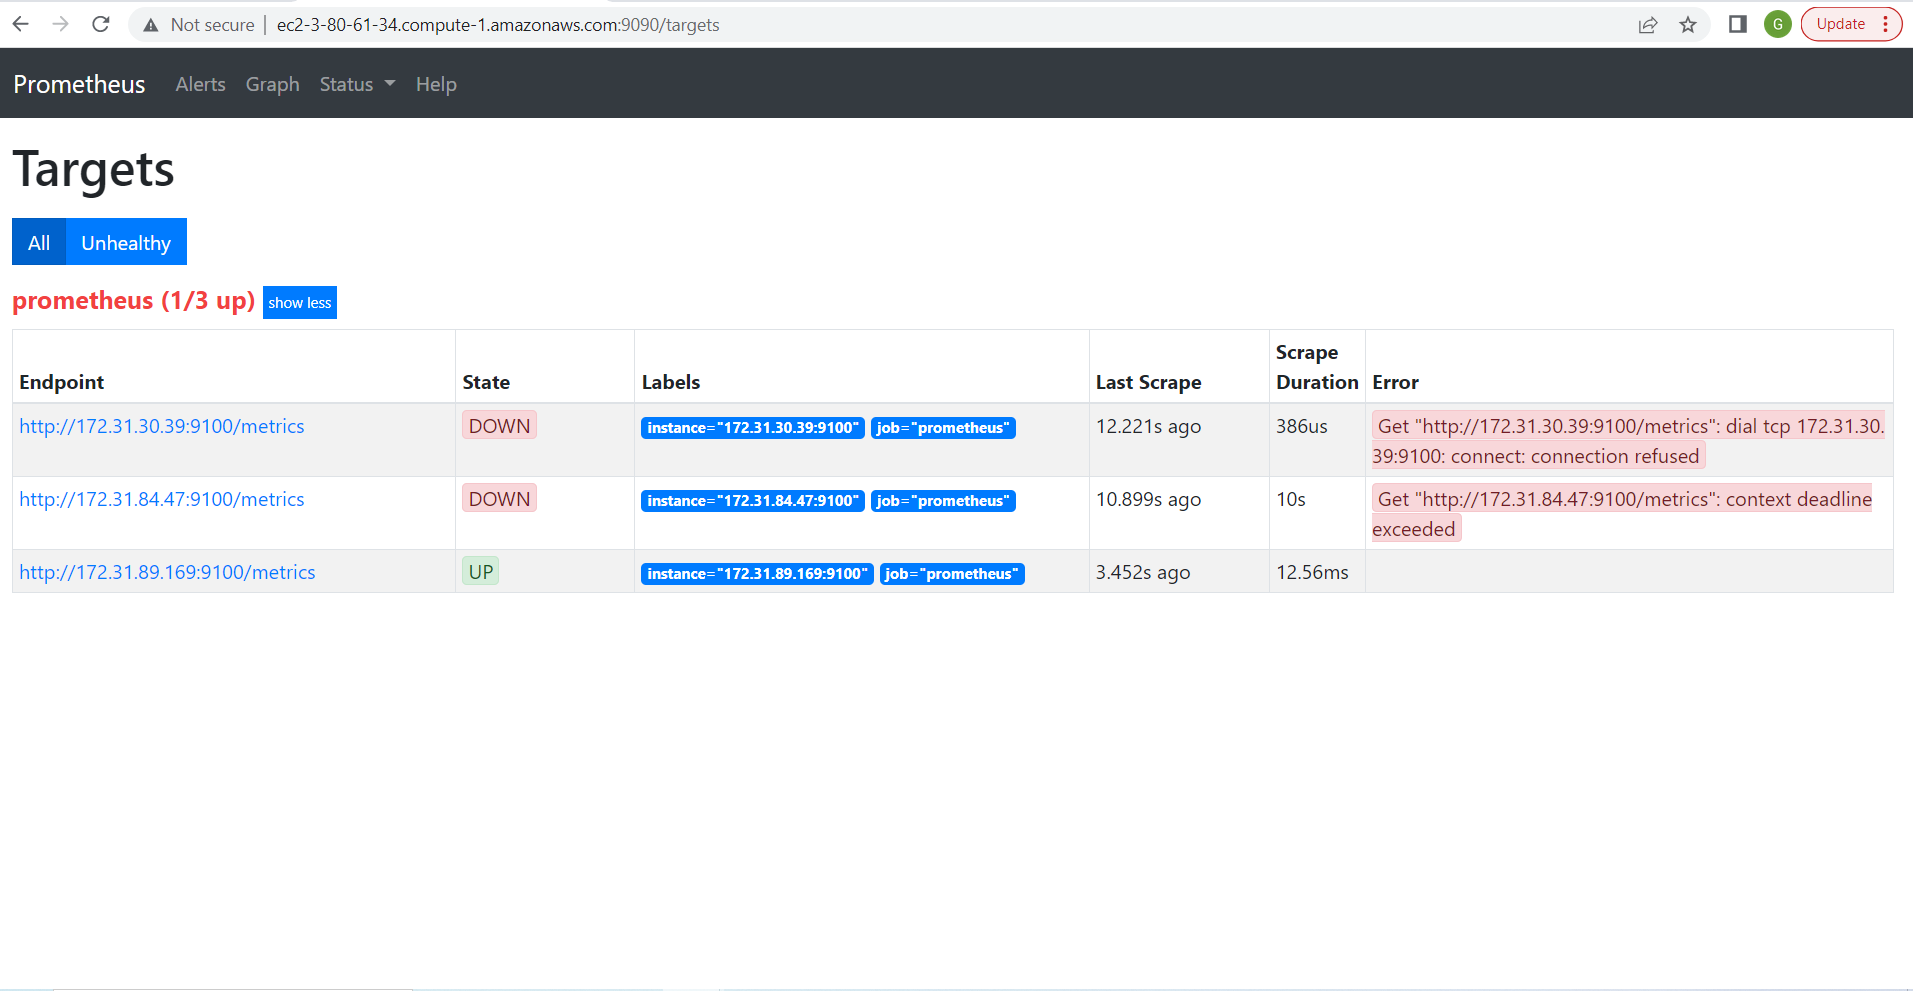 Not secure | ec2-3-80-61-34.compute-1.amazonaws.com:9090/targets G Update
Prometheus Alerts Graph Status Help
Targets
All Unhealthy
prometheus (1/3 up) show less
Endpoint State Labels Last Scrape Scrape Duration Error
http://172.31.30.39:9100/metrics DOWN instance="172.31.30.39:9100" job="prometheus" 12.221s ago 386us Get "http://172.31.30.39:9100/metrics": dial tcp 172.31.30.
39:9100: connect: connection refused
http://172.31.84.47:9100/metrics DOWN instance="172.31.84.47:9100" job="prometheus" 10.899s ago 10s Get "http://172.31.84.47:9100/metrics": context deadline
exceeded
http://172.31.89.169:9100/metrics UP instance="172.31.89.169:9100" job="prometheus" 3.452s ago 12.56ms